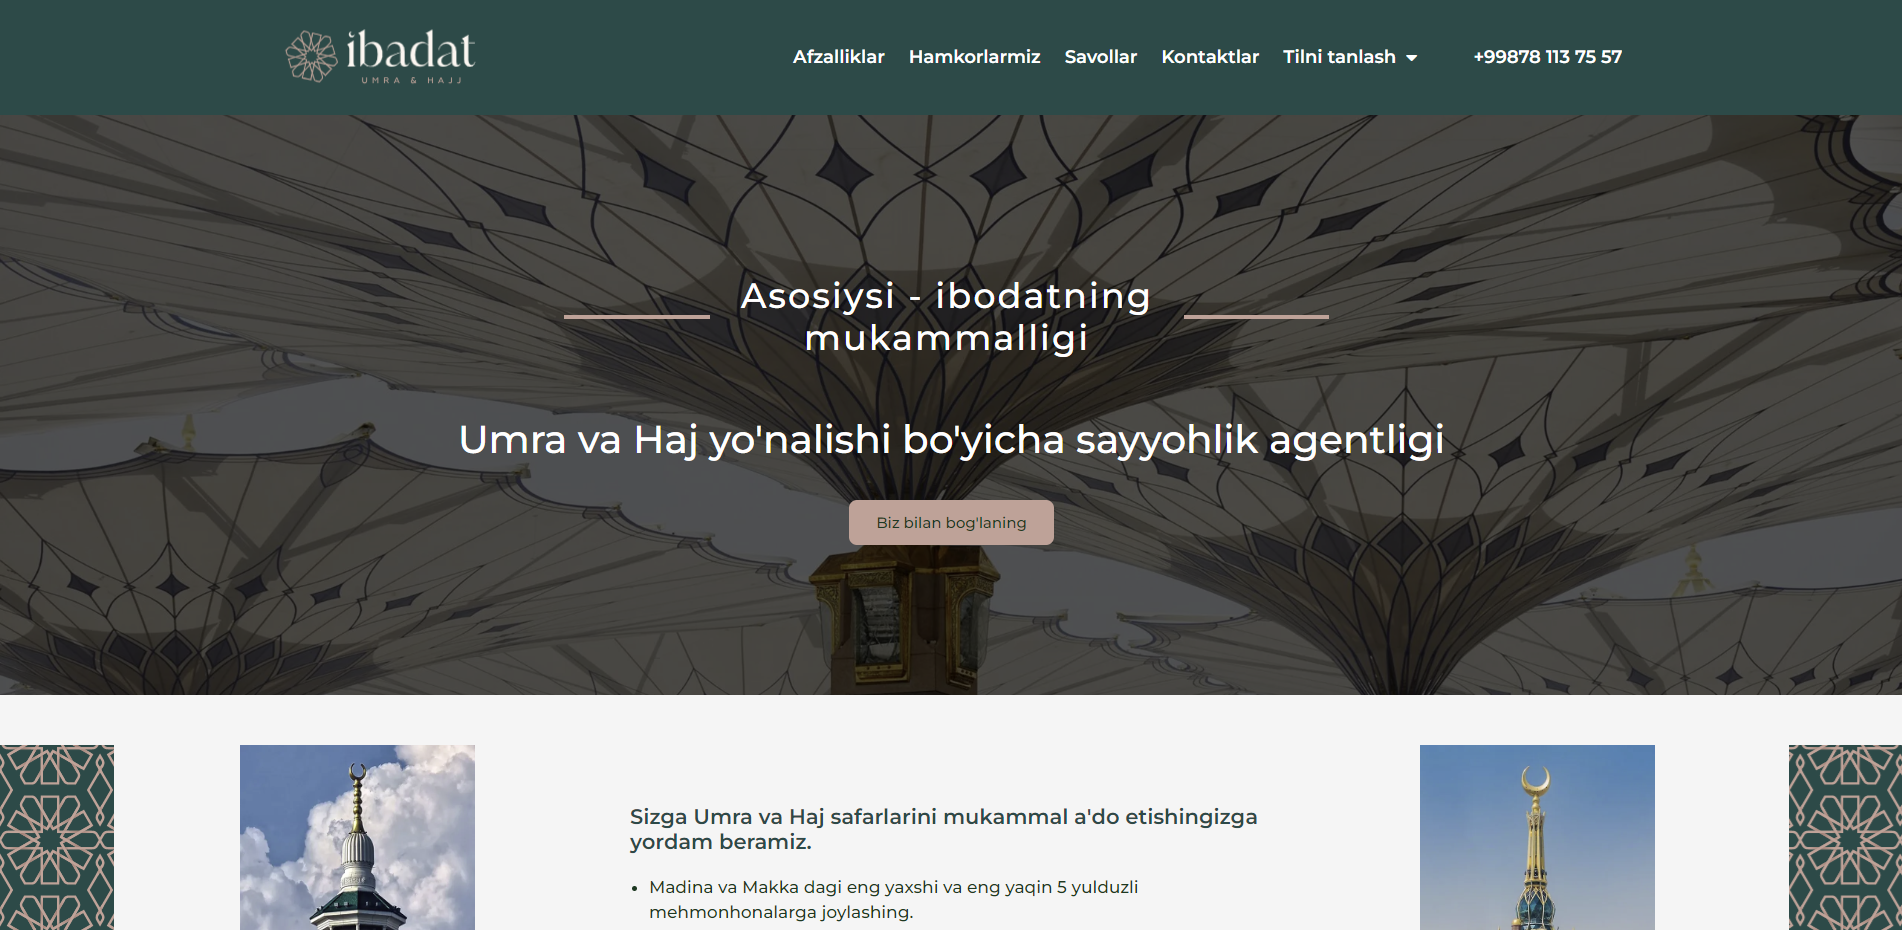 ibadat
UMRA & HAJJ
Afzalliklar
Hamkorlarmiz
Savollar
Kontaktlar
Tilni tanlash
+99878 113 75 57
Asosiysi - ibodatning
mukammalligi
Umra va Haj yo'nalishi bo'yicha sayyohlik agentligi
Biz bilan bog'laning
Sizga Umra va Haj safarlarini mukammal a'do etishingizga
yordam beramiz.
• Madina va Makka dagi eng yaxshi va eng yaqin 5 yulduzli
mehmonhonalarga joylashing.